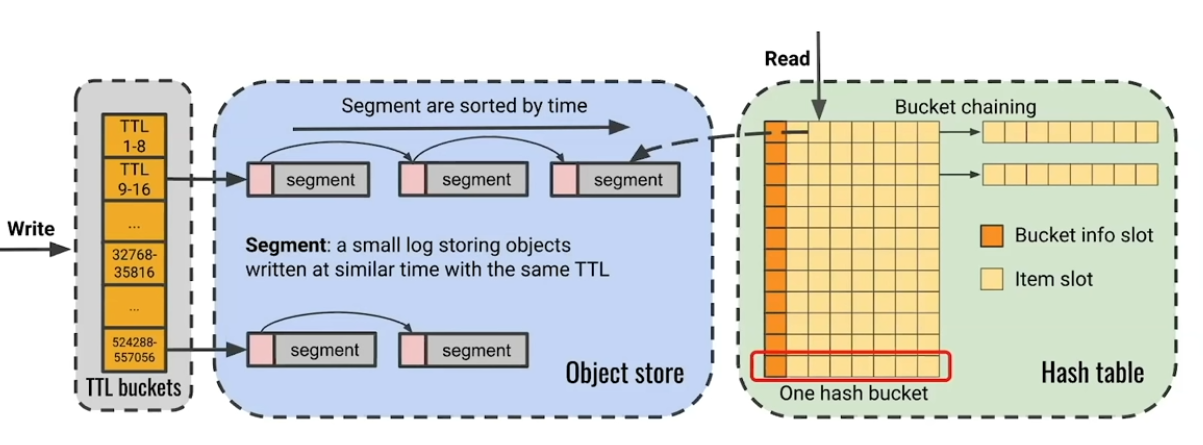 Write
TTL
1-8
TTL
9-16
...
32768-
35816
...
524288-
557056
TTL buckets
Segment are sorted by time
segment
segment
segment
Segment: a small log storing objects
written at similar time with the same TTL
segment
segment
Object store
Read
Bucket chaining
Bucket info slot
Item slot
One hash bucket
Hash table